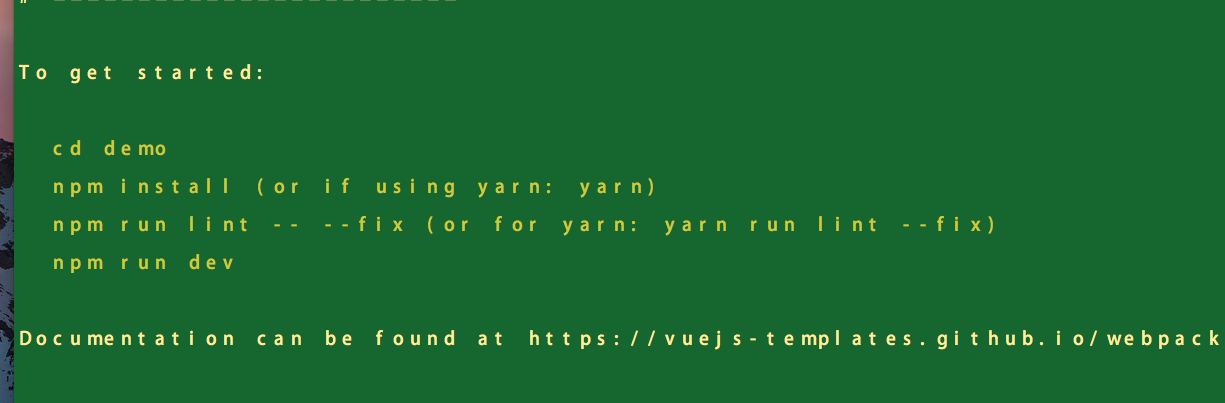 # ========================
To get started:
cd demo
npm install (or if using yarn: yarn)
npm run lint -- --fix (or for yarn: yarn run lint --fix)
npm run dev
Documentation can be found at https://vuejs-templates.github.io/webpack